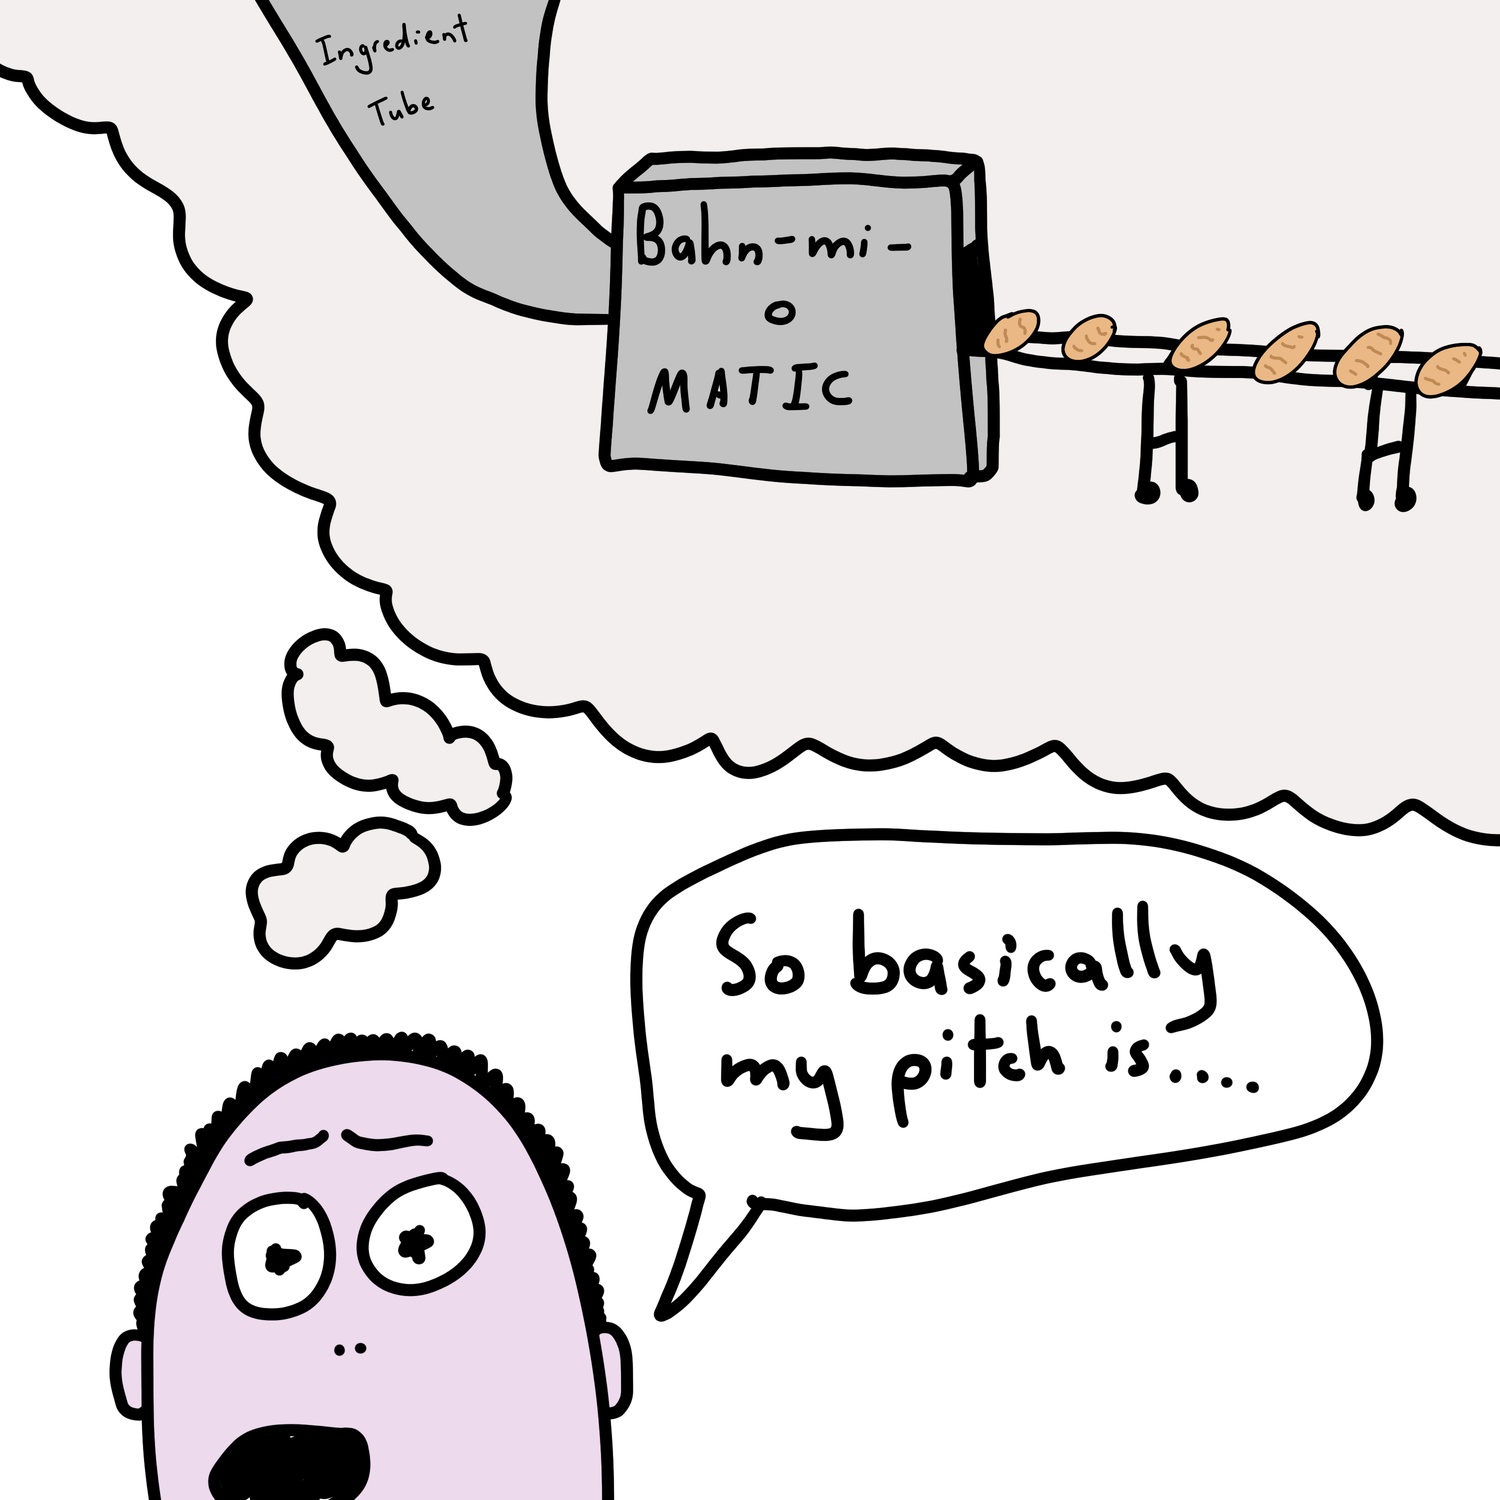 Ingredient
Tube
Bahn-mi-
o
MATIC
So basically
my pitch is....